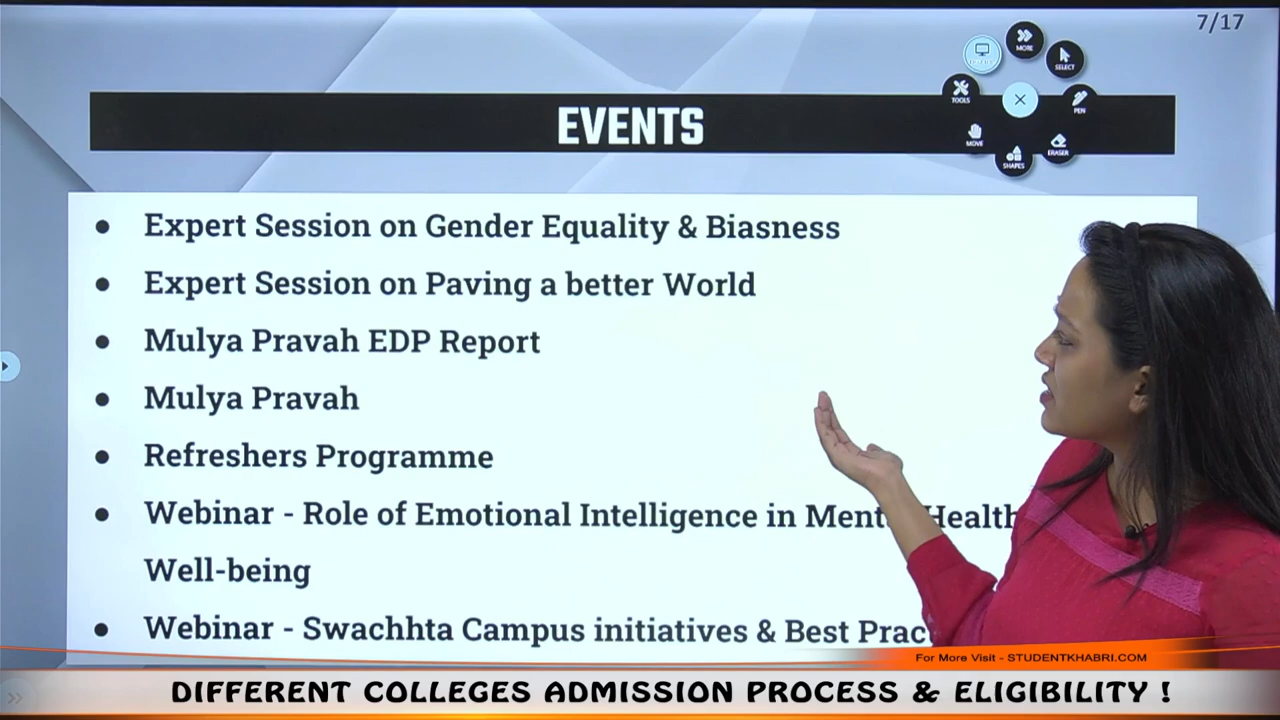 7/17
MORE
SELECT
TOOLS
PEN
MOVE
ERASER
SHAPES
EVENTS
● Expert Session on Gender Equality & Biasness
● Expert Session on Paving a better World
● Mulya Pravah EDP Report
● Mulya Pravah
● Refreshers Programme
● Webinar - Role of Emotional Intelligence in Health
Well-being
● Webinar - Swachhta Campus initiatives & Best
For More Visit - STUDENTKHABRI.COM
DIFFERENT COLLEGES ADMISSION PROCESS & ELIGIBILITY !